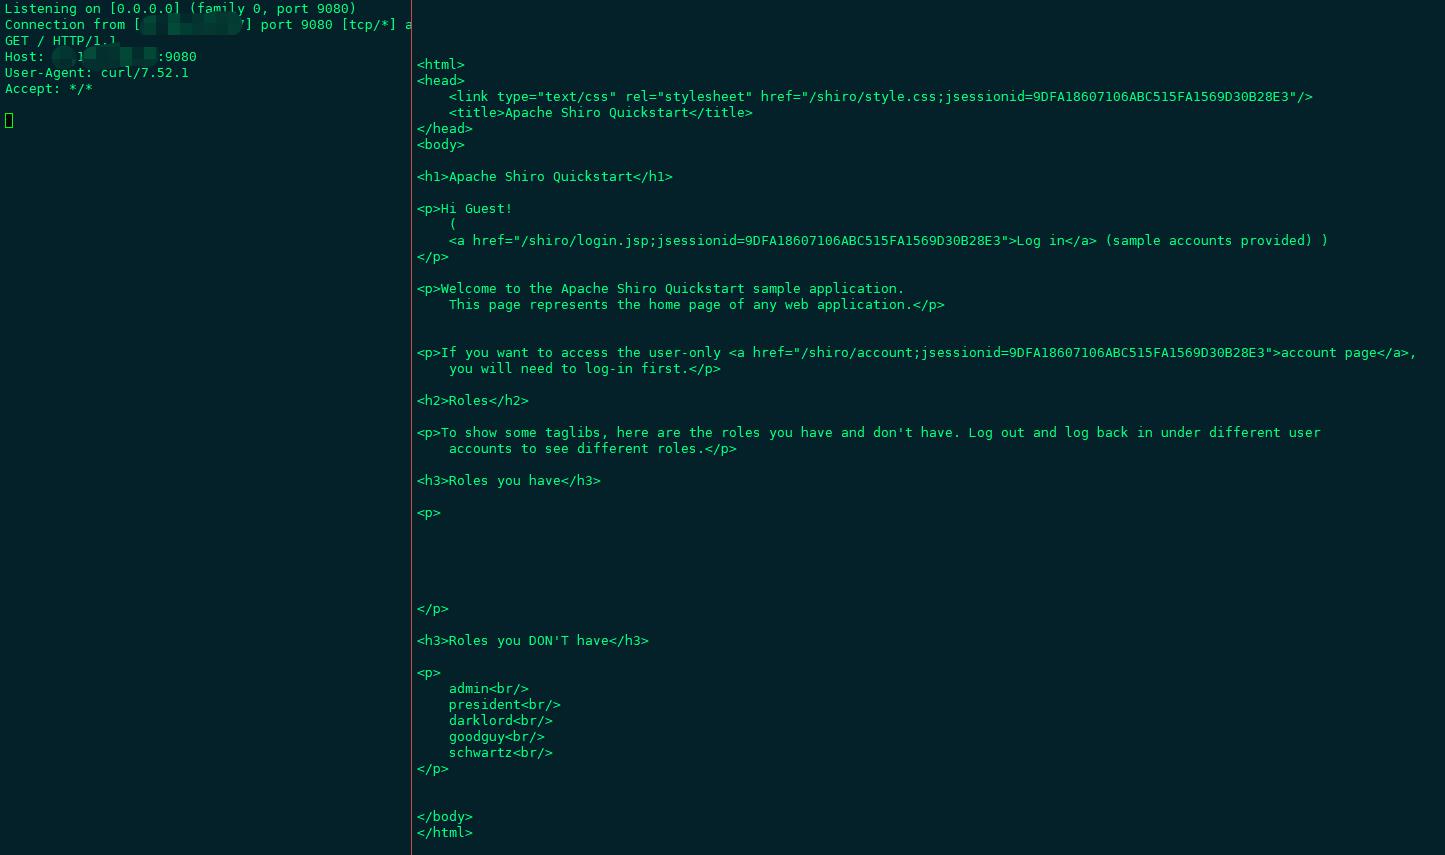 Listening on [0.0.0.0] (family 0, port 9080)
Connection from [ ] port 9080 [tcp/*] a
GET / HTTP/1.1
Host: :9080
User-Agent: curl/7.52.1
Accept: */*
<html>
<head>
<link type="text/css" rel="stylesheet" href="/shiro/style.css;jsessionid=9DFA18607106ABC515FA1569D30B28E3"/>
<title>Apache Shiro Quickstart</title>
</head>
<body>
<h1>Apache Shiro Quickstart</h1>
<p>Hi Guest!
(
<a href="/shiro/login.jsp;jsessionid=9DFA18607106ABC515FA1569D30B28E3">Log in</a> (sample accounts provided) )
</p>
<p>Welcome to the Apache Shiro Quickstart sample application.
This page represents the home page of any web application.</p>
<p>If you want to access the user-only <a href="/shiro/account;jsessionid=9DFA18607106ABC515FA1569D30B28E3">account page</a>,
you will need to log-in first.</p>
<h2>Roles</h2>
<p>To show some taglibs, here are the roles you have and don't have. Log out and log back in under different user
accounts to see different roles.</p>
<h3>Roles you have</h3>
<p>
</p>
<h3>Roles you DON'T have</h3>
<p>
admin<br/>
president<br/>
darklord<br/>
goodguy<br/>
schwartz<br/>
</p>
</body>
</html>